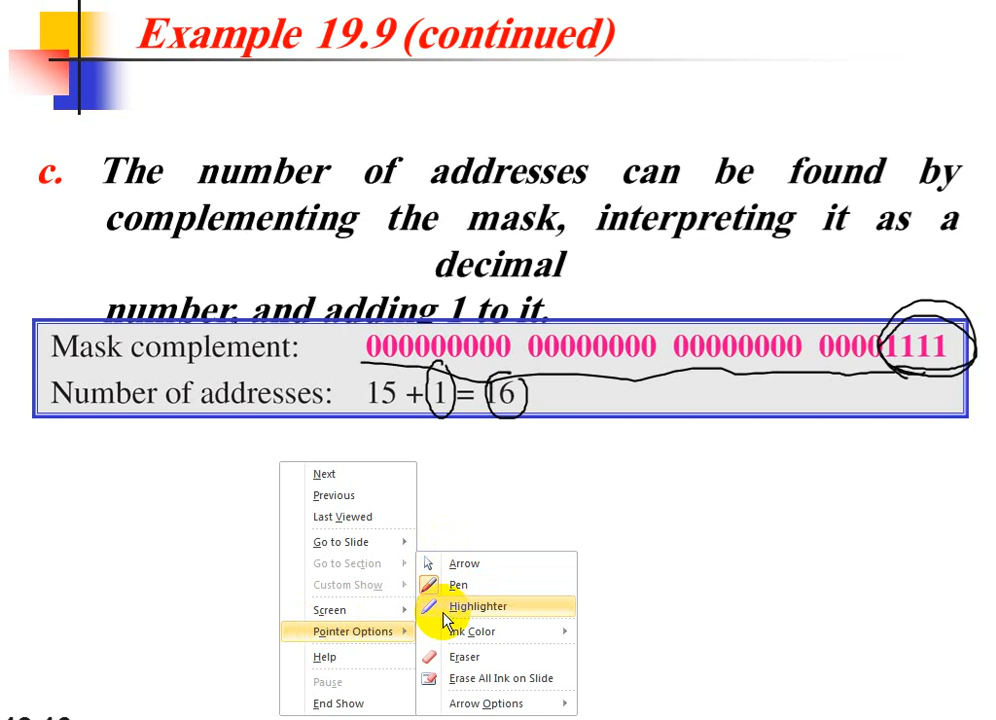 Example 19.9 (continued)
c. The number of addresses can be found by
complementing the mask, interpreting it as a
decimal
number, and adding 1 to it.
Mask complement: 000000000 00000000 00000000 00001111
Number of addresses: 15 + 1 = 16
Next
Previous
Last Viewed
Go to Slide
Go to Section
Custom Show
Screen
Pointer Options
Help
Pause
End Show
Arrow
Pen
Highlighter
Ink Color
Eraser
Erase All Ink on Slide
Arrow Options